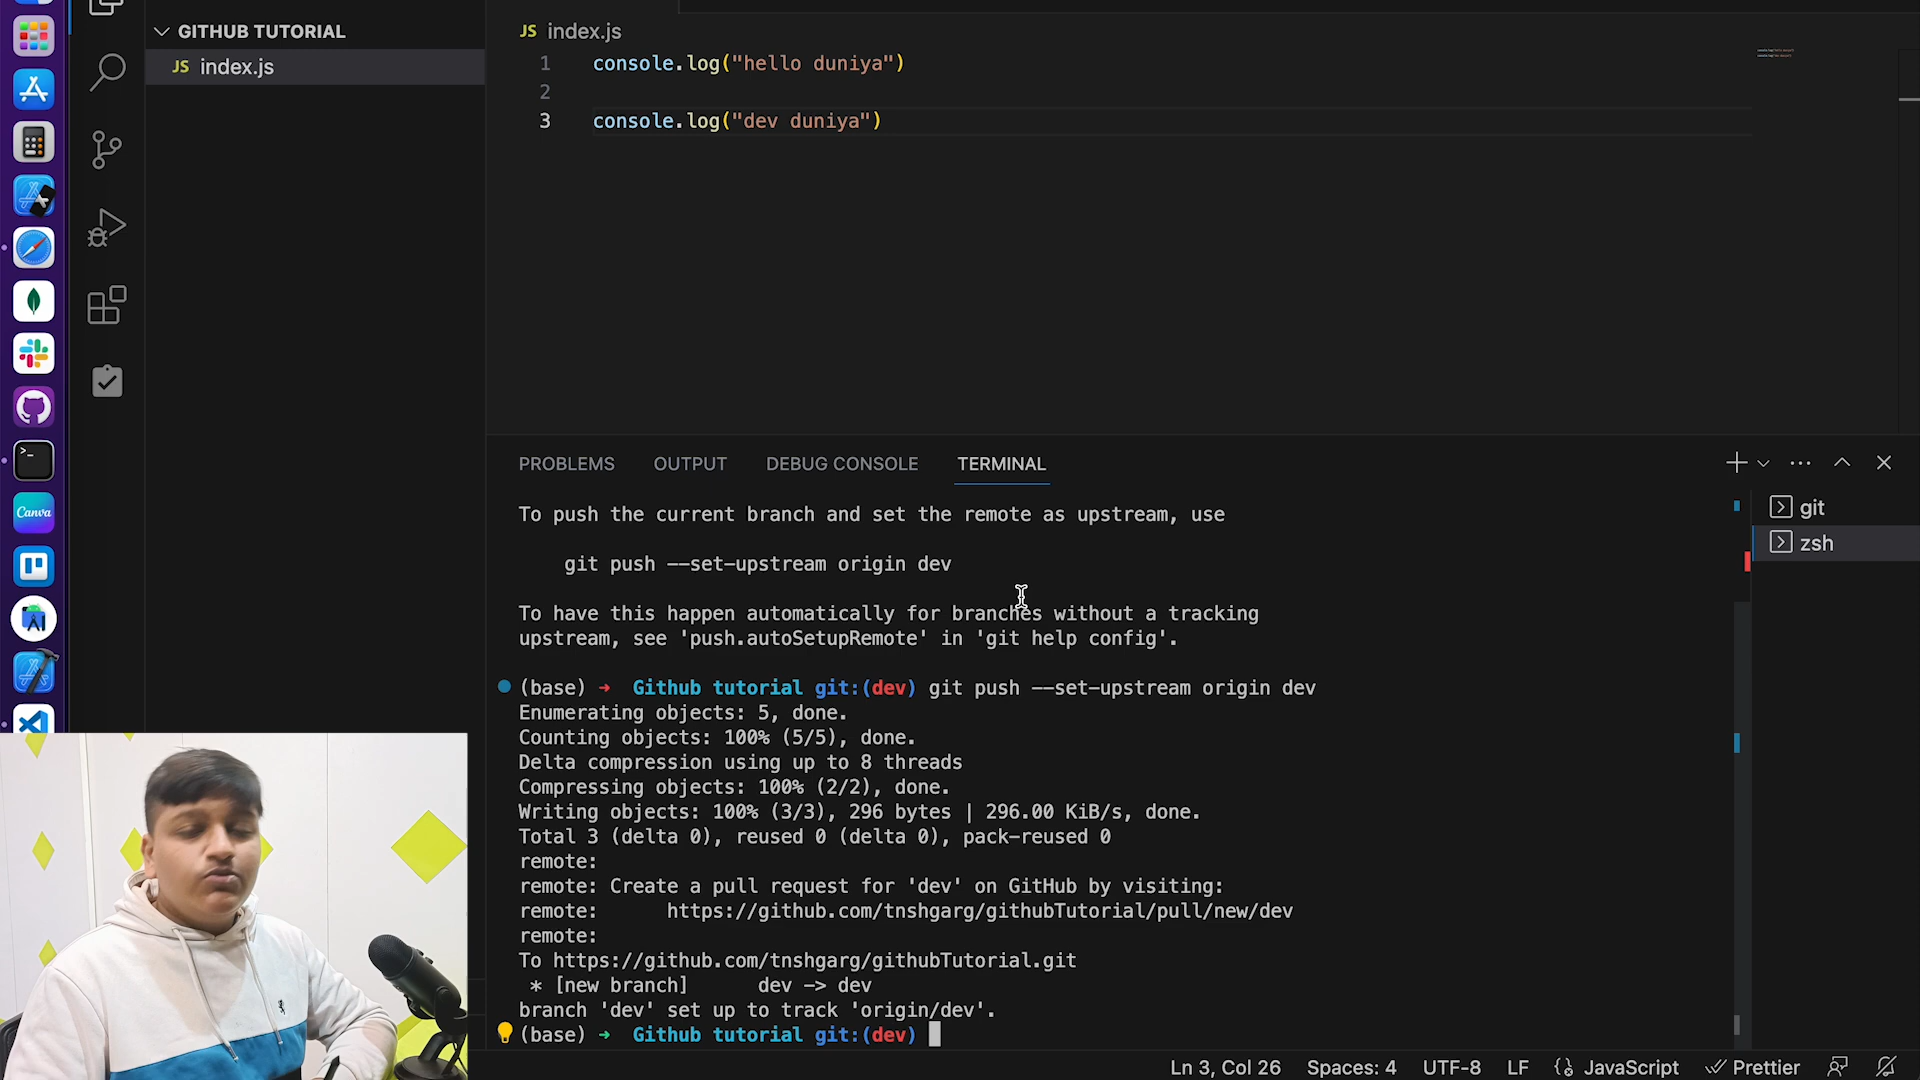 GITHUB TUTORIAL
JS index.js
JS index.js
1 console.log("hello duniya")
2
3 console.log("dev duniya")
Canva
PROBLEMS OUTPUT DEBUG CONSOLE TERMINAL
git
zsh
To push the current branch and set the remote as upstream, use
git push --set-upstream origin dev
To have this happen automatically for branches without a tracking
upstream, see 'push.autoSetupRemote' in 'git help config'.
(base) ➜ Github tutorial git:(dev) git push --set-upstream origin dev
Enumerating objects: 5, done.
Counting objects: 100% (5/5), done.
Delta compression using up to 8 threads
Compressing objects: 100% (2/2), done.
Writing objects: 100% (3/3), 296 bytes | 296.00 KiB/s, done.
Total 3 (delta 0), reused 0 (delta 0), pack-reused 0
remote:
remote: Create a pull request for 'dev' on GitHub by visiting:
remote: https://github.com/tnshgarg/githubTutorial/pull/new/dev
remote:
To https://github.com/tnshgarg/githubTutorial.git
* [new branch] dev -> dev
branch 'dev' set up to track 'origin/dev'.
(base) ➜ Github tutorial git:(dev)
Ln 3, Col 26 Spaces: 4 UTF-8 LF JavaScript Prettier